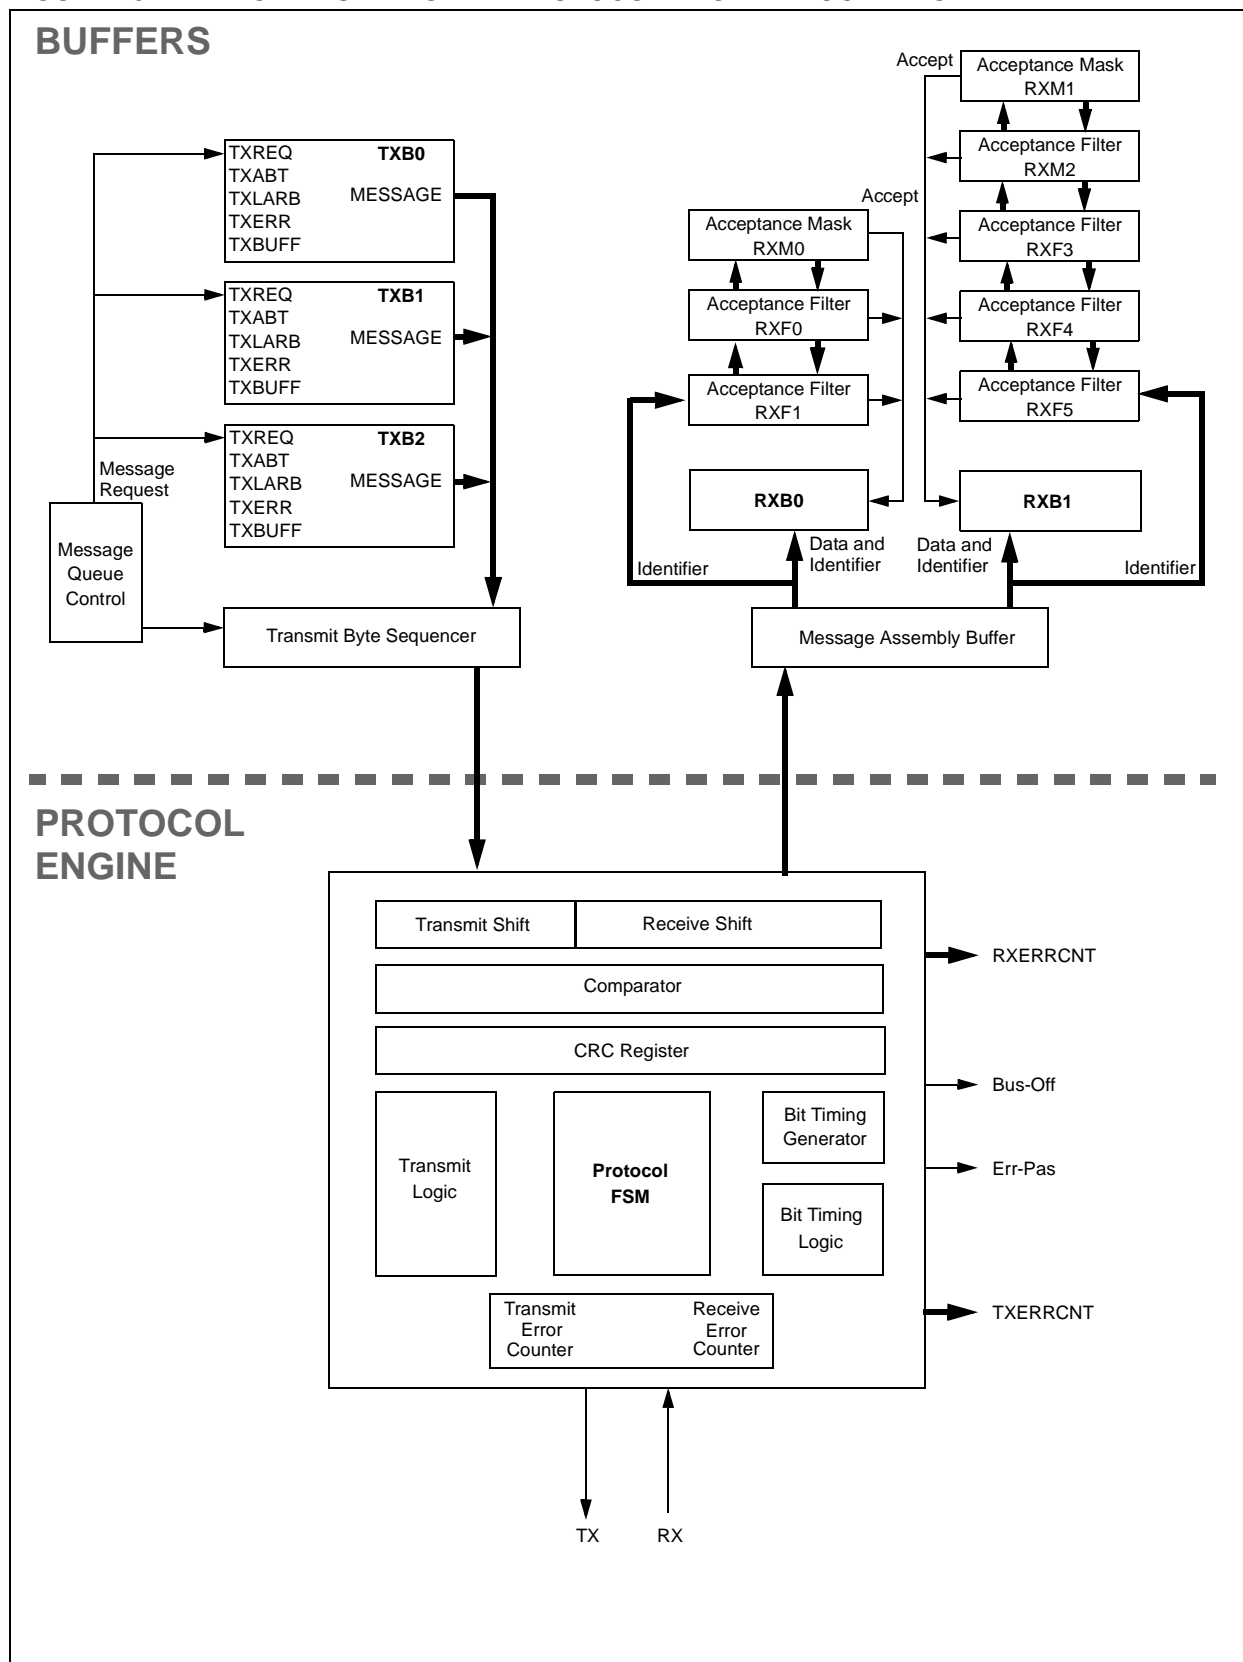 BUFFERS
Accept
Acceptance Mask
RXM1
Acceptance Filter
RXM2
Accept
Acceptance Filter
RXF3
Acceptance Filter
RXF4
Acceptance Filter
RXF5
Acceptance Mask
RXM0
Acceptance Filter
RXF0
Acceptance Filter
RXF1
TXREQ TXB0
TXABT
TXLARB MESSAGE
TXERR
TXBUFF
TXREQ TXB1
TXABT
TXLARB MESSAGE
TXERR
TXBUFF
TXREQ TXB2
TXABT
TXLARB MESSAGE
TXERR
TXBUFF
Message
Request
Message
Queue
Control
RXB0
RXB1
Identifier
Data and
Identifier
Data and
Identifier
Identifier
Transmit Byte Sequencer
Message Assembly Buffer
PROTOCOL
ENGINE
Transmit Shift
Receive Shift
Comparator
CRC Register
Transmit
Logic
Protocol
FSM
Bit Timing
Generator
Bit Timing
Logic
Transmit
Error
Counter
Receive
Error
Counter
RXERRCNT
Bus-Off
Err-Pas
TXERRCNT
TX
RX